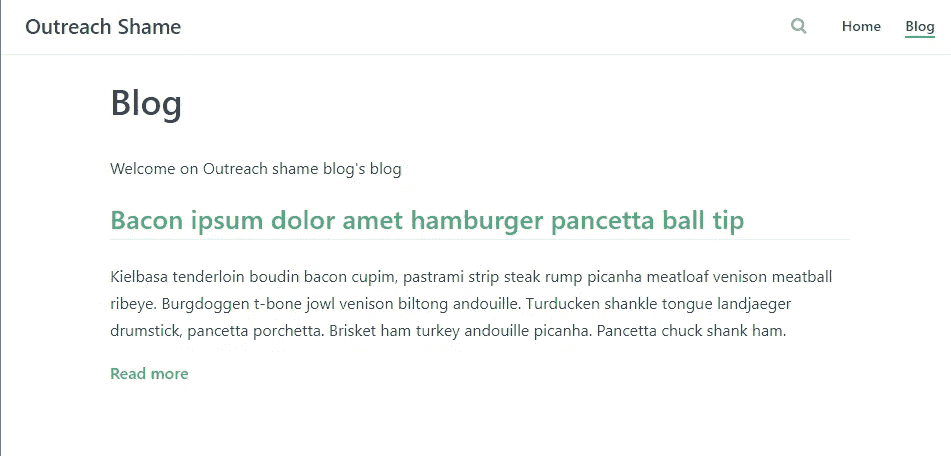 Outreach Shame
Home
Blog
Blog
Welcome on Outreach shame blog's blog
Bacon ipsum dolor amet hamburger pancetta ball tip
Kielbasa tenderloin boudin bacon cupim, pastrami strip steak rump picanha meatloaf venison meatball
ribeye. Burgdoggen t-bone jowl venison biltong andouille. Turducken shankle tongue landjaeger
drumstick, pancetta porchetta. Brisket ham turkey andouille picanha. Pancetta chuck shank ham.
Read more